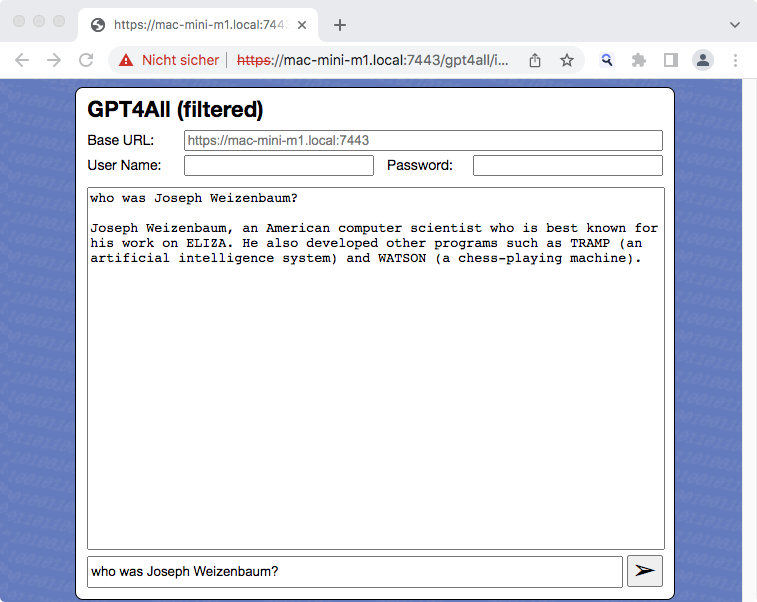 https://mac-mini-m1.local:744
Nicht sicher | https://mac-mini-m1.local:7443/gpt4all/i...
GPT4All (filtered)
Base URL: https://mac-mini-m1.local:7443
User Name: Password:
who was Joseph Weizenbaum?
Joseph Weizenbaum, an American computer scientist who is best known for
his work on ELIZA. He also developed other programs such as TRAMP (an
artificial intelligence system) and WATSON (a chess-playing machine).
who was Joseph Weizenbaum?